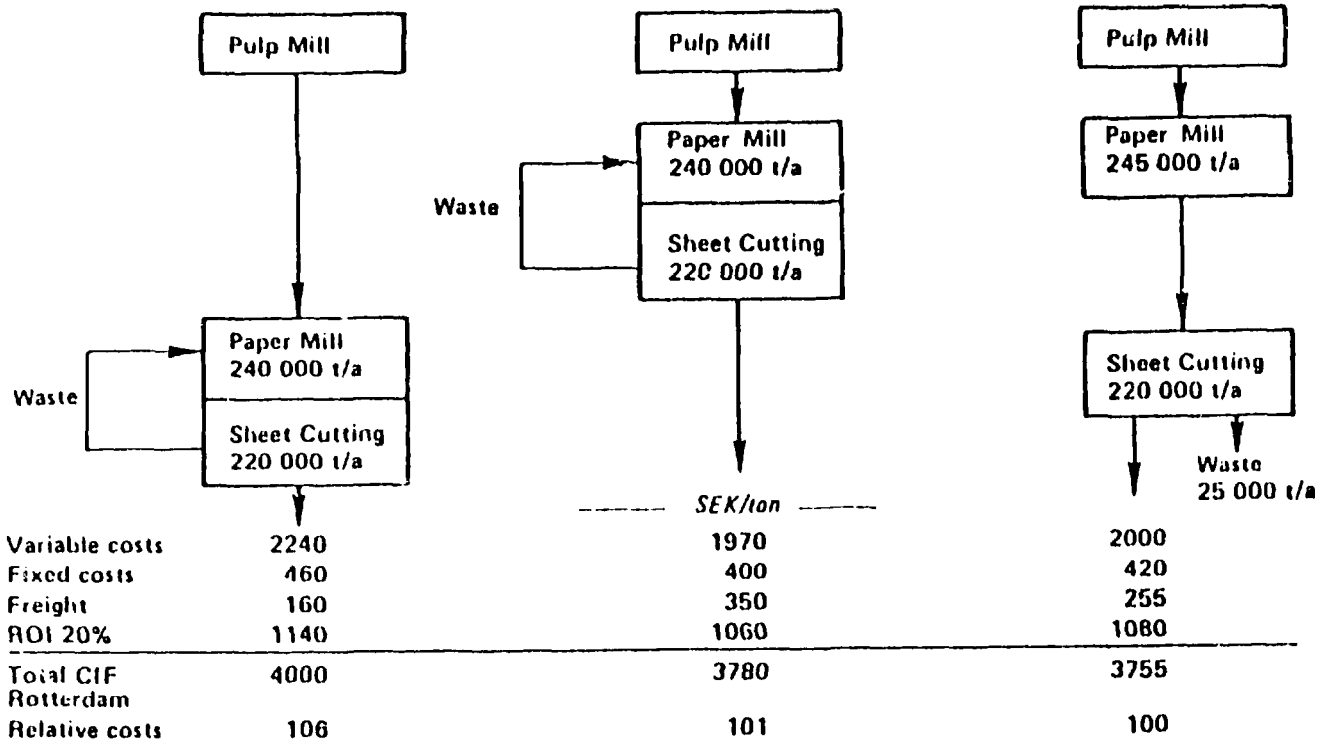 Pulp Mill
Pulp Mill
Pulp Mill
Paper Mill
240 000 t/a
Sheet Cutting
220 000 t/a
Waste
Paper Mill
245 000 t/a
Sheet Cutting
220 000 t/a
Waste
25 000 t/a
Paper Mill
240 000 t/a
Sheet Cutting
220 000 t/a
Waste
SEK/ton
Variable costs 2240 1970 2000
Fixed costs 460 400 420
Freight 160 350 255
ROI 20% 1140 1060 1080
Total CIF 4000 3780 3755
Rotterdam
Relative costs 106 101 100